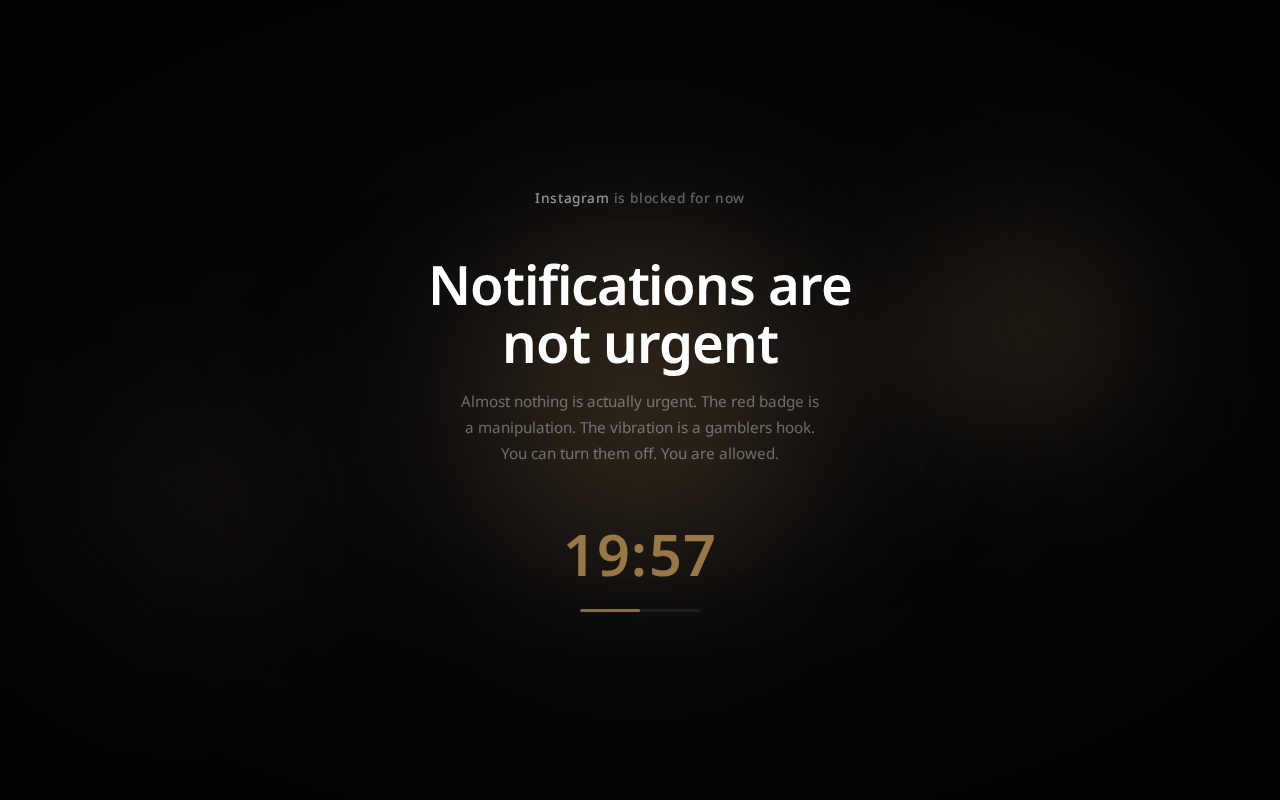 Instagram is blocked for now
Notifications are
not urgent
Almost nothing is actually urgent. The red badge is
a manipulation. The vibration is a gamblers hook.
You can turn them off. You are allowed.
19:57